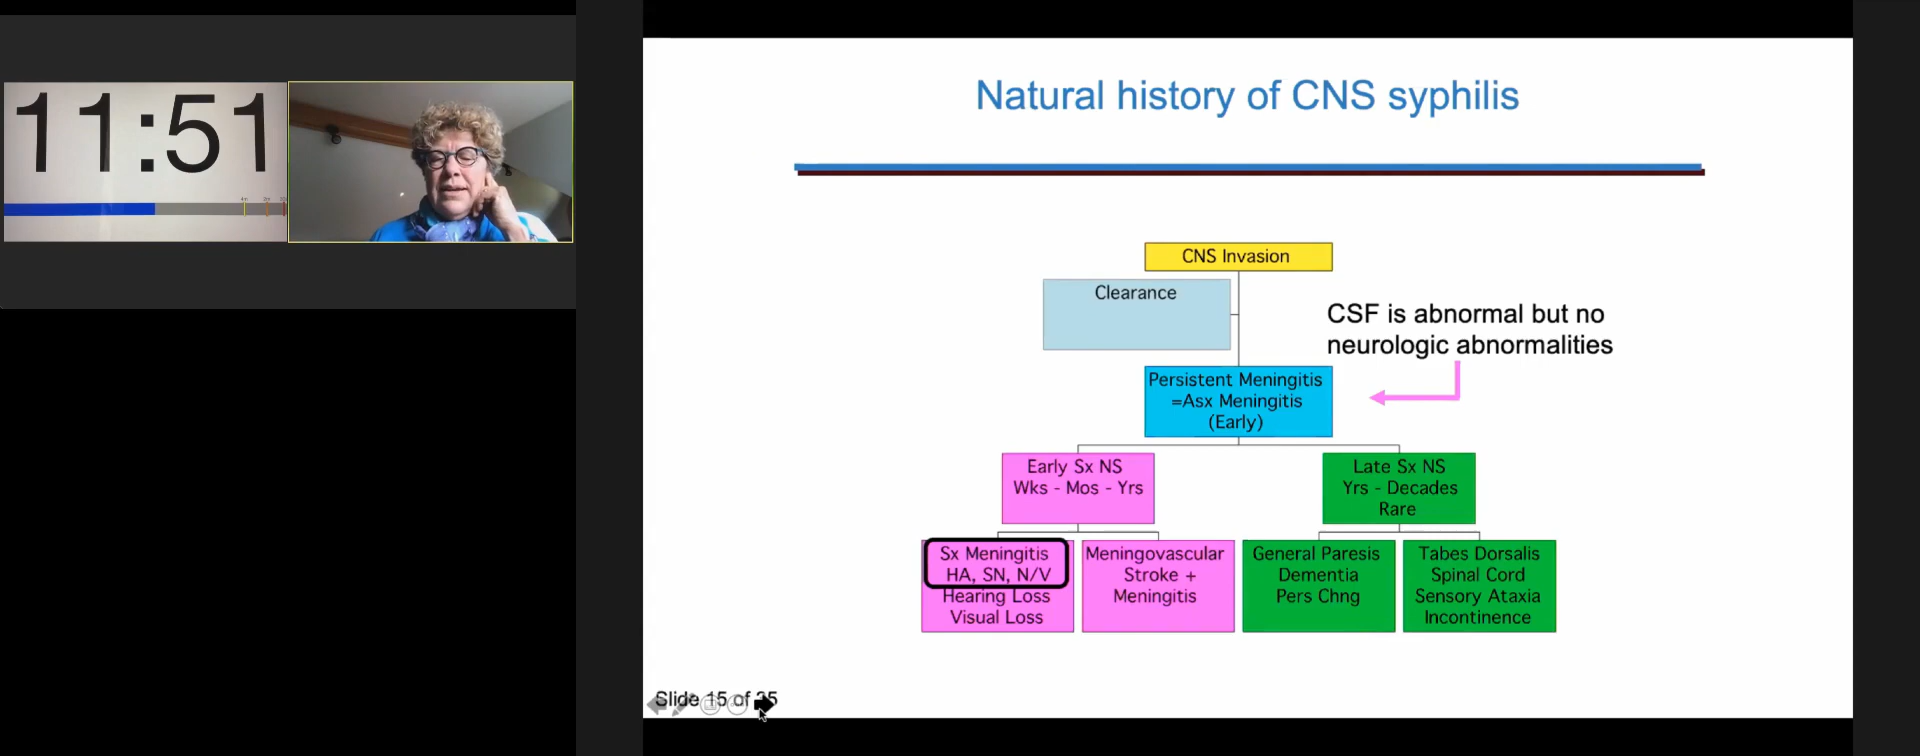 11:51
Natural history of CNS syphilis
CNS Invasion
Clearance
CSF is abnormal but no
neurologic abnormalities
Persistent Meningitis
=Asx Meningitis
(Early)
Early Sx NS
Wks - Mos - Yrs
Late Sx NS
Yrs - Decades
Rare
Sx Meningitis
HA, SN, N/V
Hearing Loss
Visual Loss
Meningovascular
Stroke +
Meningitis
General Paresis
Dementia
Pers Chng
Tabes Dorsalis
Spinal Cord
Sensory Ataxia
Incontinence
Slide 15 of